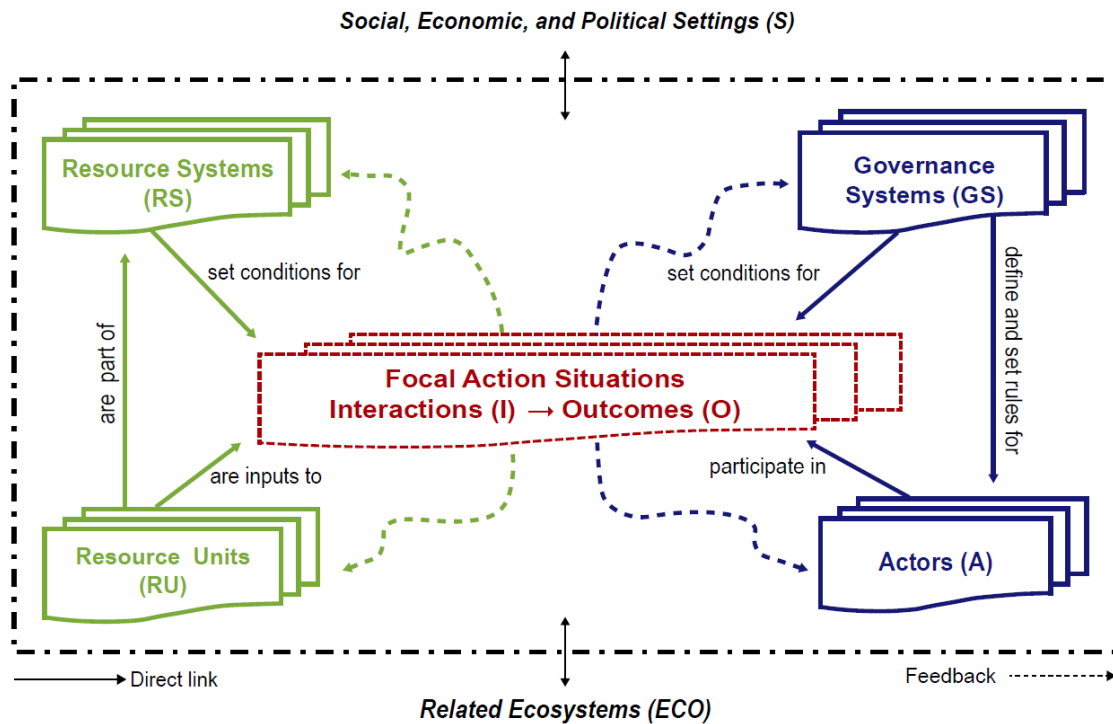 Social, Economic, and Political Settings (S)
Resource Systems
(RS)
Governance
Systems (GS)
set conditions for
set conditions for
are part of
define and set rules for
Focal Action Situations
Interactions (I) → Outcomes (O)
are inputs to
participate in
Resource Units
(RU)
Actors (A)
Direct link
Feedback
Related Ecosystems (ECO)